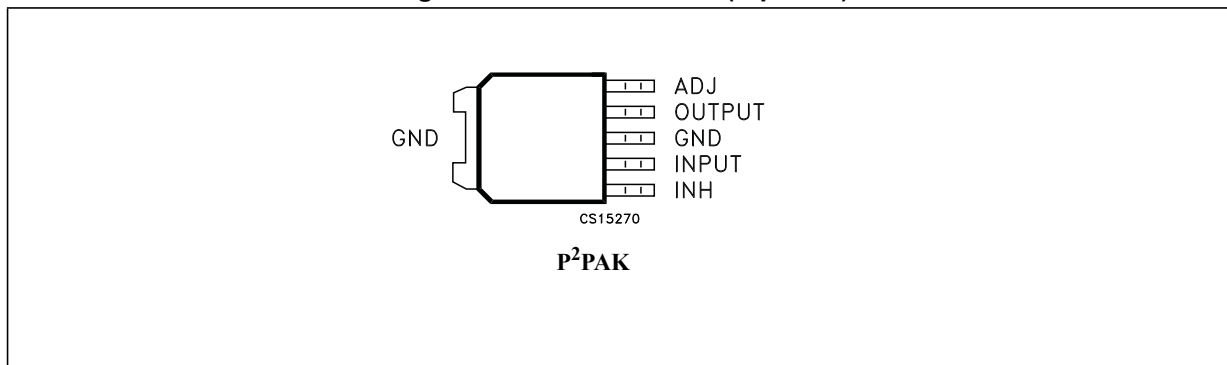 ADJ
OUTPUT
GND
GND
INPUT
INH
CS15270
P²PAK